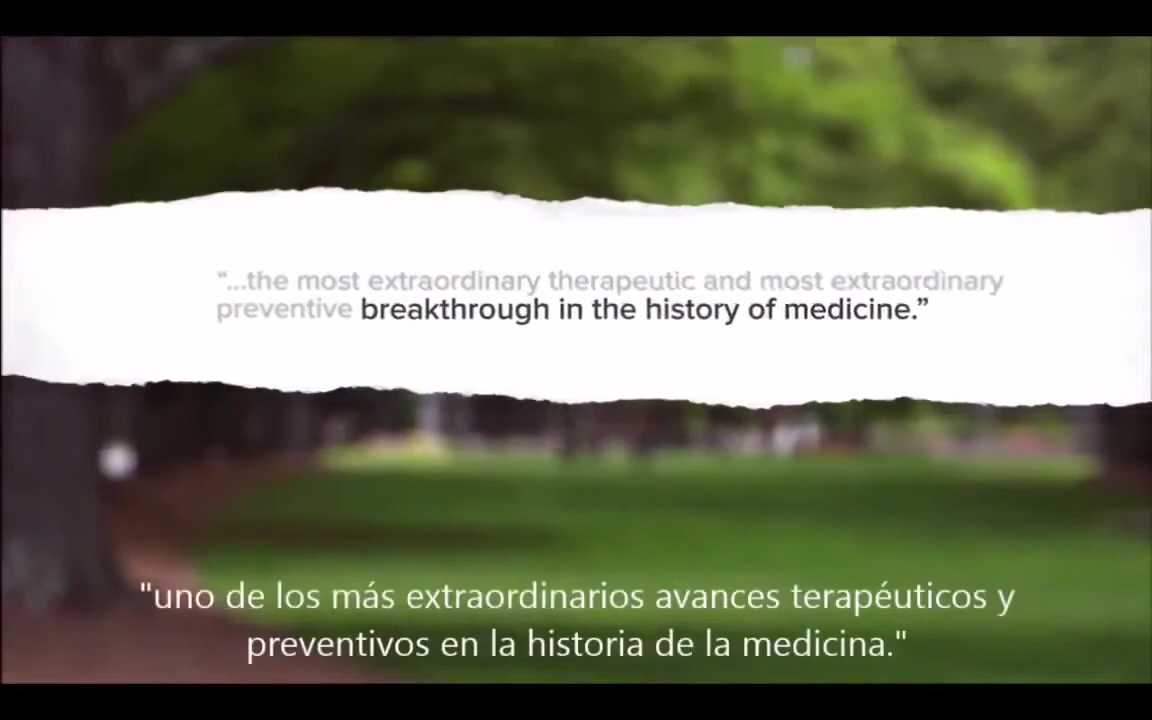 “...the most extraordinary therapeutic and most extraordinary
preventive breakthrough in the history of medicine.”
"uno de los más extraordinarios avances terapéuticos y
preventivos en la historia de la medicina."